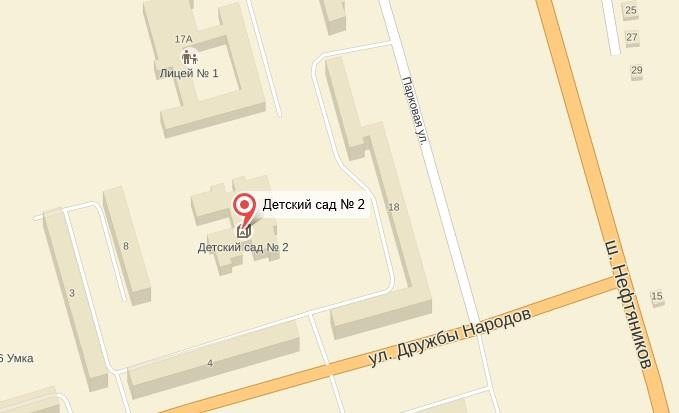 25
27
29
17А
Лицей № 1
Парковая ул.
Детский сад № 2
18
Детский сад № 2
8
3
ш. Нефтяников
15
ул. Дружбы Народов
6 Умка
4